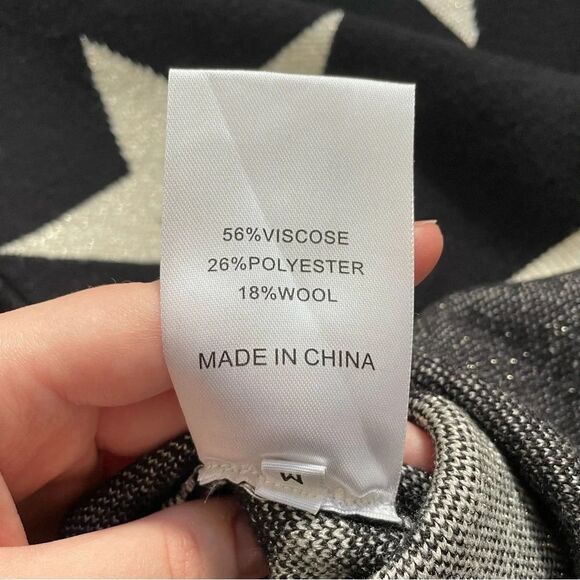 56%VISCOSE
26%POLYESTER
18%WOOL
MADE IN CHINA
M